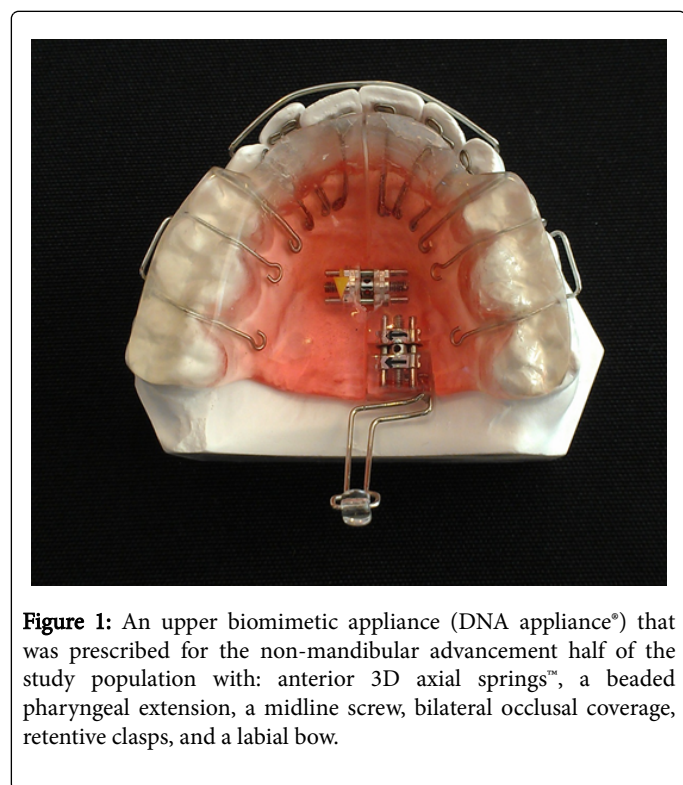 Figure 1: An upper biomimetic appliance (DNA appliance®) that
was prescribed for the non-mandibular advancement half of the
study population with: anterior 3D axial springs™, a beaded
pharyngeal extension, a midline screw, bilateral occlusal coverage,
retentive clasps, and a labial bow.